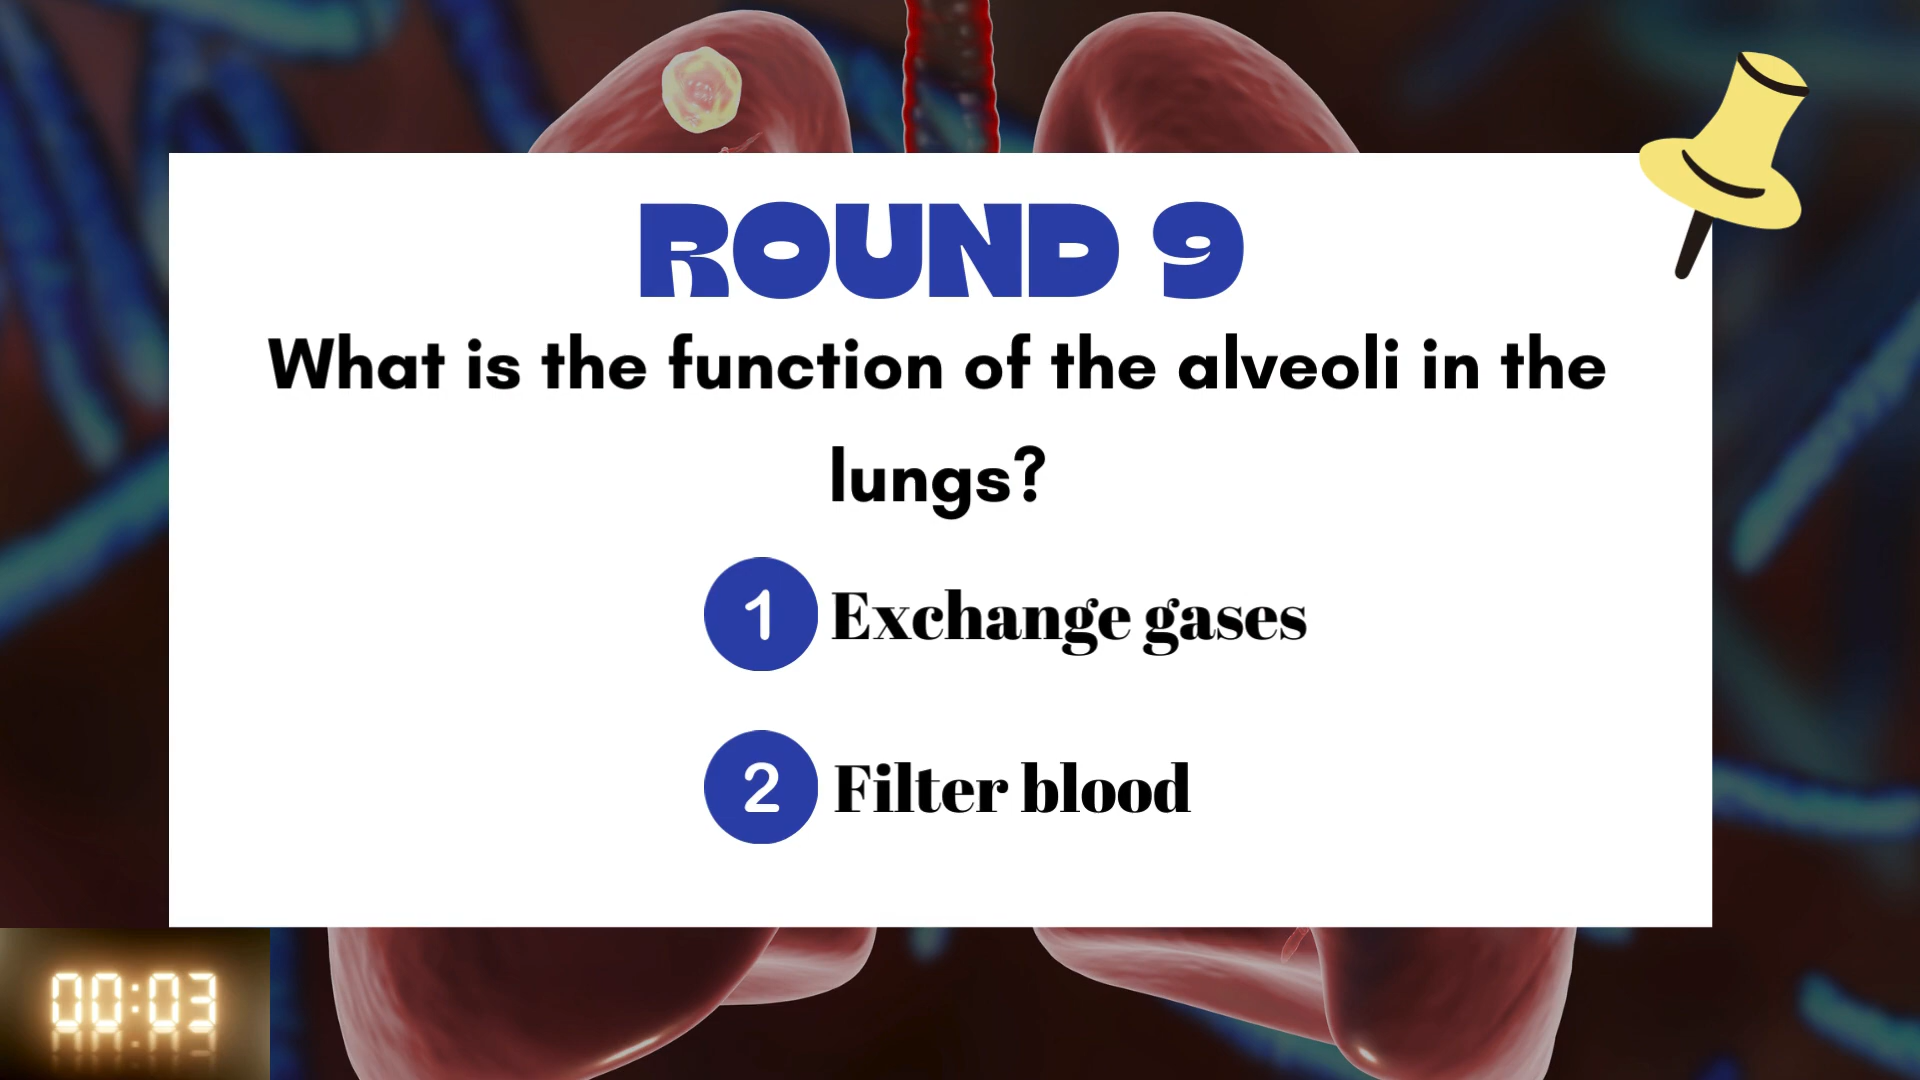 ROUND 9
What is the function of the alveoli in the
lungs?
1 Exchange gases
2 Filter blood
00:03